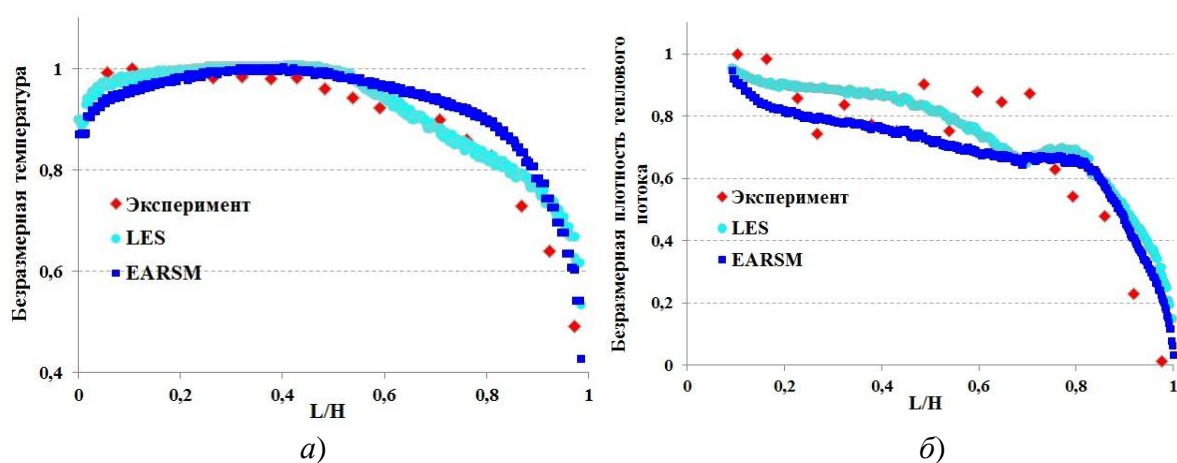 Безразмерная температура
1
0,8
0,6
0,4
Эксперимент
LES
EARSM
0
0,2
0,4
0,6
0,8
1
L/H
а)
Безразмерная плотность теплового
потока
1
0,8
0,6
0,4
0,2
0
Эксперимент
LES
EARSM
0
0,2
0,4
0,6
0,8
1
L/H
б)